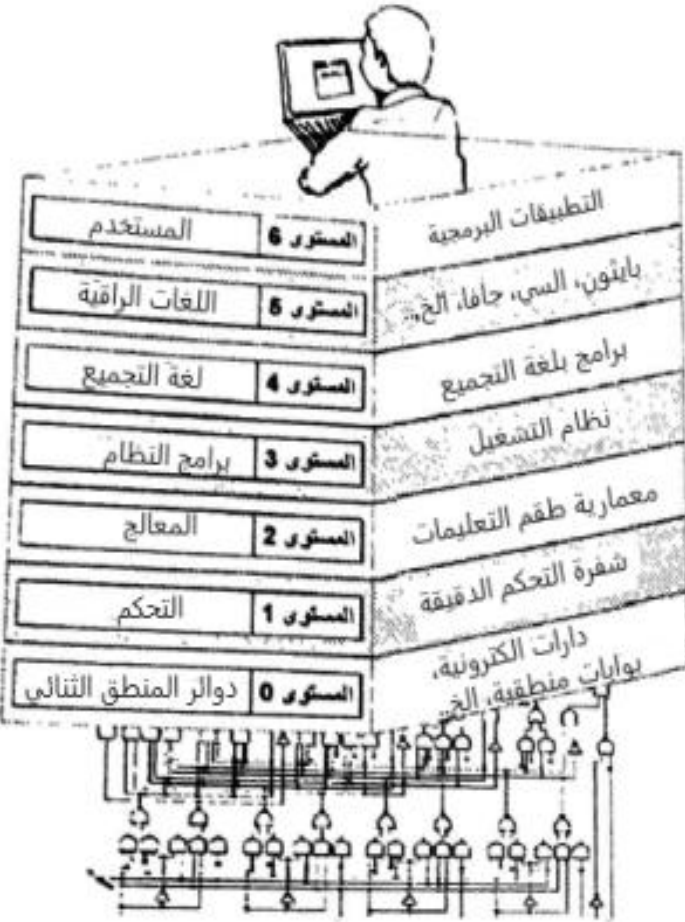 المستخدم
المستوى 6
التطبيقات البرمجية
اللغات الراقية
المستوى 5
بايثون، السي، جافا، الخ..
لغة التجميع
المستوى 4
برامج بلغة التجميع
برامج النظام
المستوى 3
نظام التشغيل
المعالج
المستوى 2
معمارية طقم التعليمات
التحكم
المستوى 1
شفرة التحكم الدقيقة
دوائر المنطق الثنائي
المستوى 0
دارات الكترونية،
بوابات منطقية، الخ..